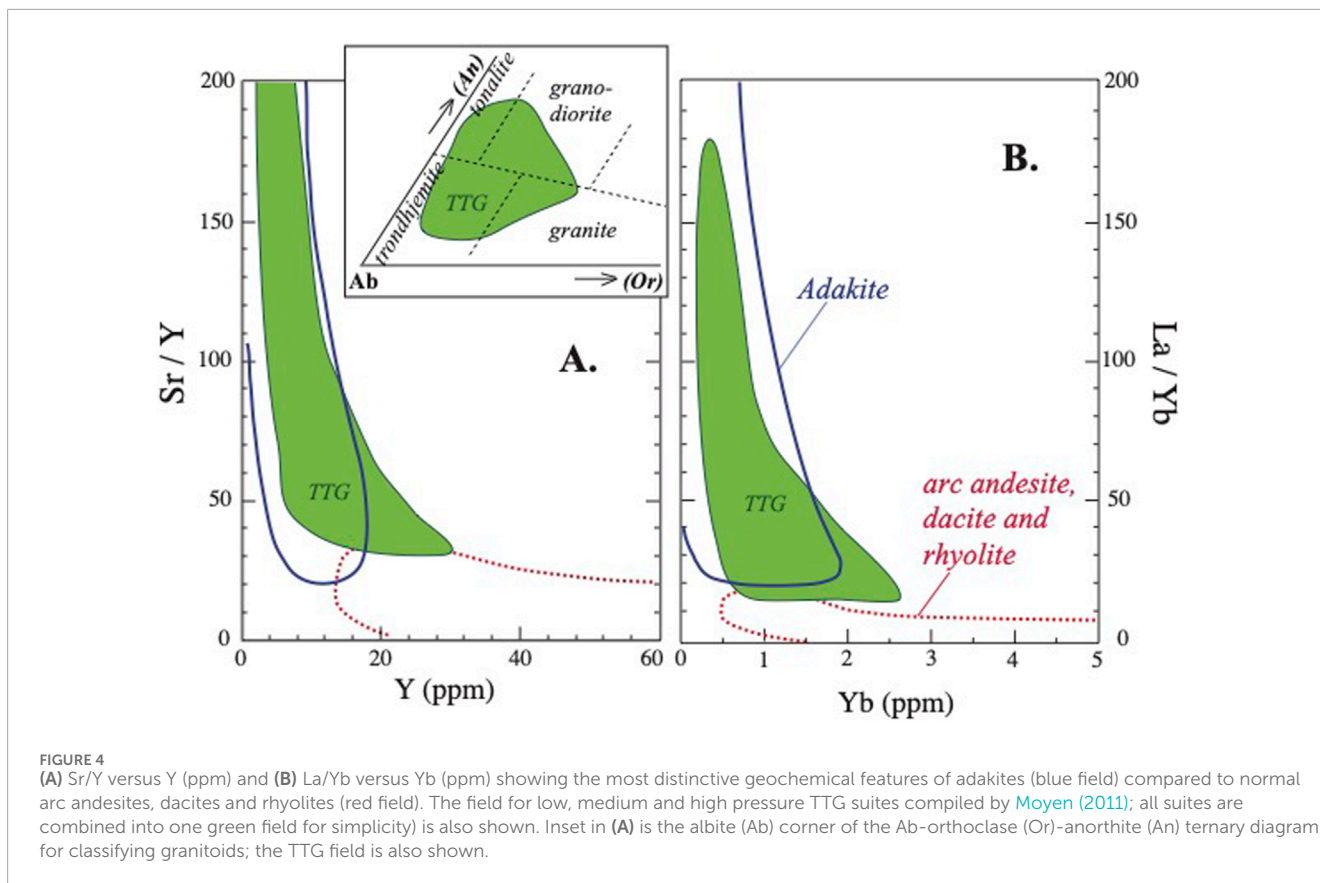 200
150
100
50
0
Sr / Y
0
20
40
60
Y (ppm)
A.
(An)
tonalite
grano-
diorite
trondhjemite
TTG
granite
Ab
(Or)
TTG
B.
200
150
100
50
0
La / Yb
Adakite
TTG
arc andesite,
dacite and
rhyolite
0
1
2
3
4
5
Yb (ppm)
FIGURE 4
(A) Sr/Y versus Y (ppm) and (B) La/Yb versus Yb (ppm) showing the most distinctive geochemical features of adakites (blue field) compared to normal
arc andesites, dacites and rhyolites (red field). The field for low, medium and high pressure TTG suites compiled by Moyen (2011); all suites are
combined into one green field for simplicity) is also shown. Inset in (A) is the albite (Ab) corner of the Ab-orthoclase (Or)-anorthite (An) ternary diagram
for classifying granitoids; the TTG field is also shown.